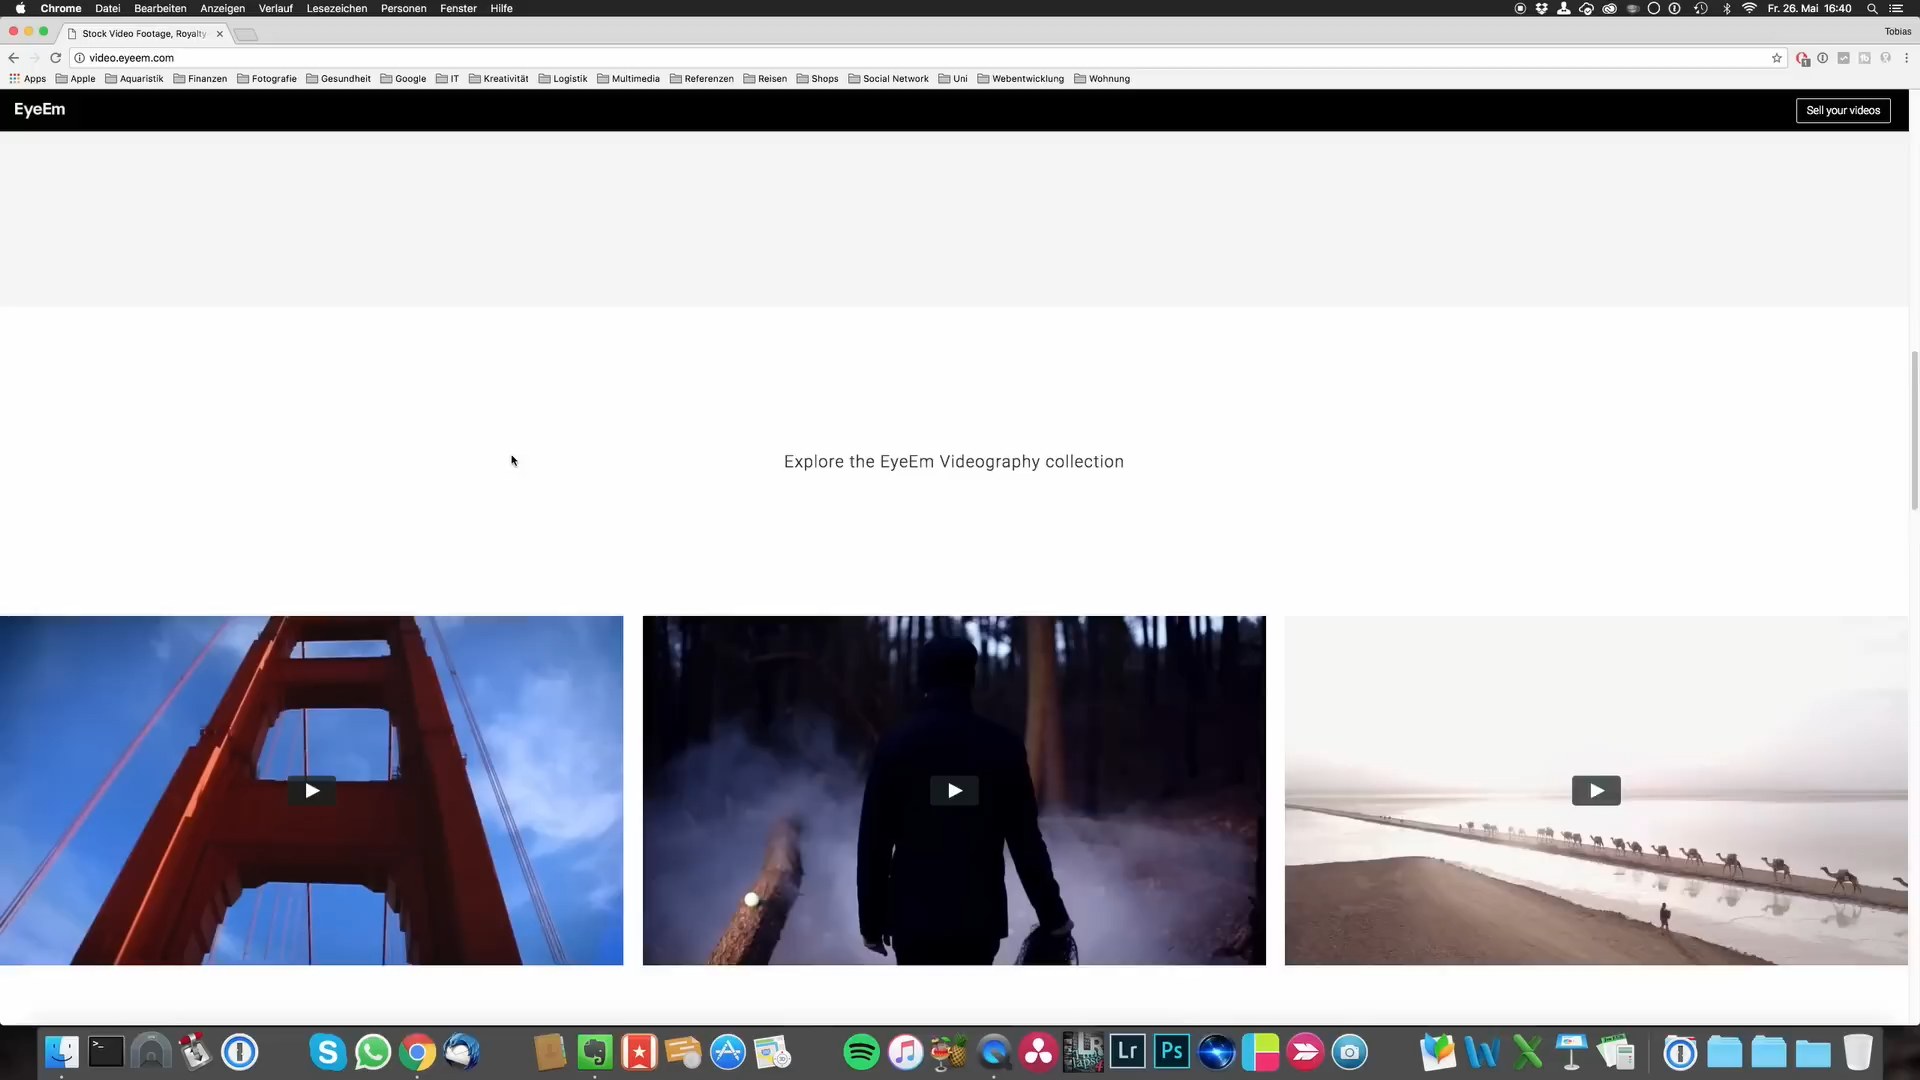 Chrome Datei Bearbeiten Anzeigen Verlauf Lesezeichen Personen Fenster Hilfe Fr. 26. Mai 16:40
Stock Video Footage, Royalty Tobias
video.eyeem.com
Apps Apple Aquaristik Finanzen Fotografie Gesundheit Google IT Kreativität Logistik Multimedia Referenzen Reisen Shops Social Network Uni Webentwicklung Wohnung
EyeEm Sell your videos
Explore the EyeEm Videography collection
Lr Ps